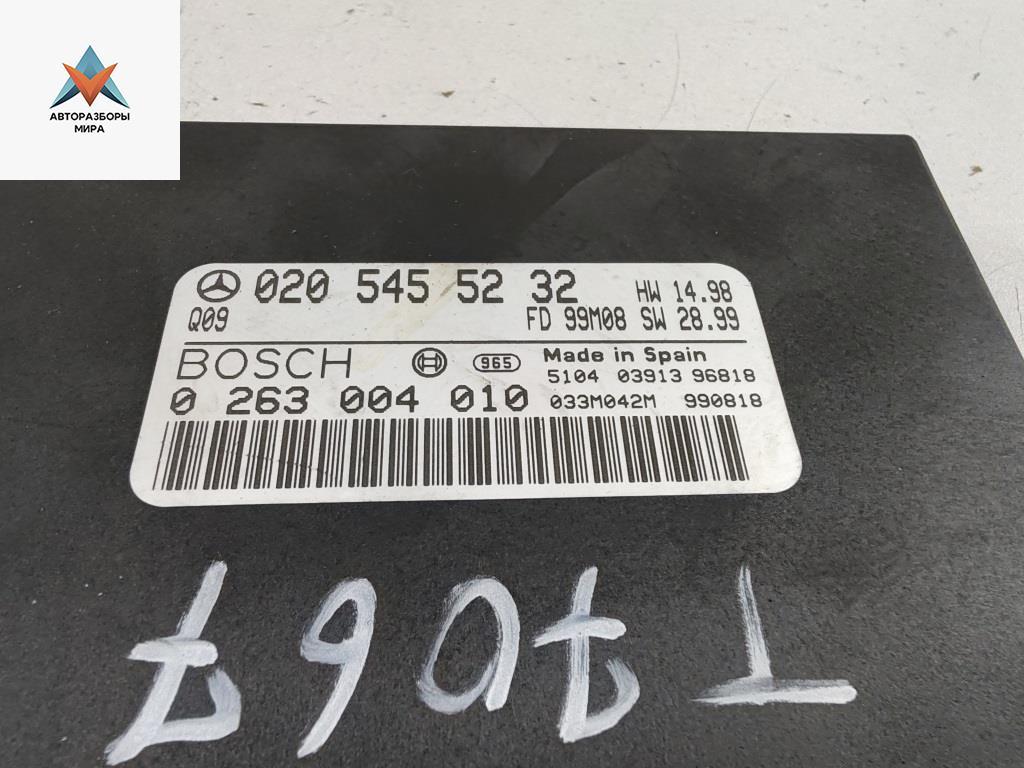 АВТОРАЗБОРЫ
МИРА
020 545 52 32 HW 14.98
Q09 FD 99M08 SW 28.99
BOSCH 965 Made in Spain
5104 03913 96818
0 263 004 010 033M042M 990818